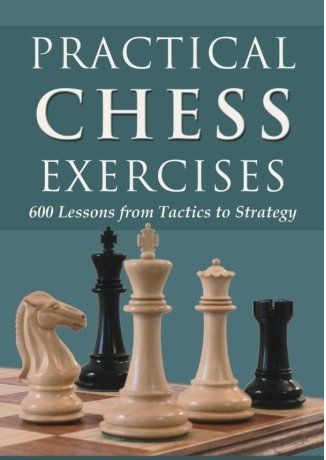 PRACTICAL
CHESS
EXERCISES
600 Lessons from Tactics to Strategy